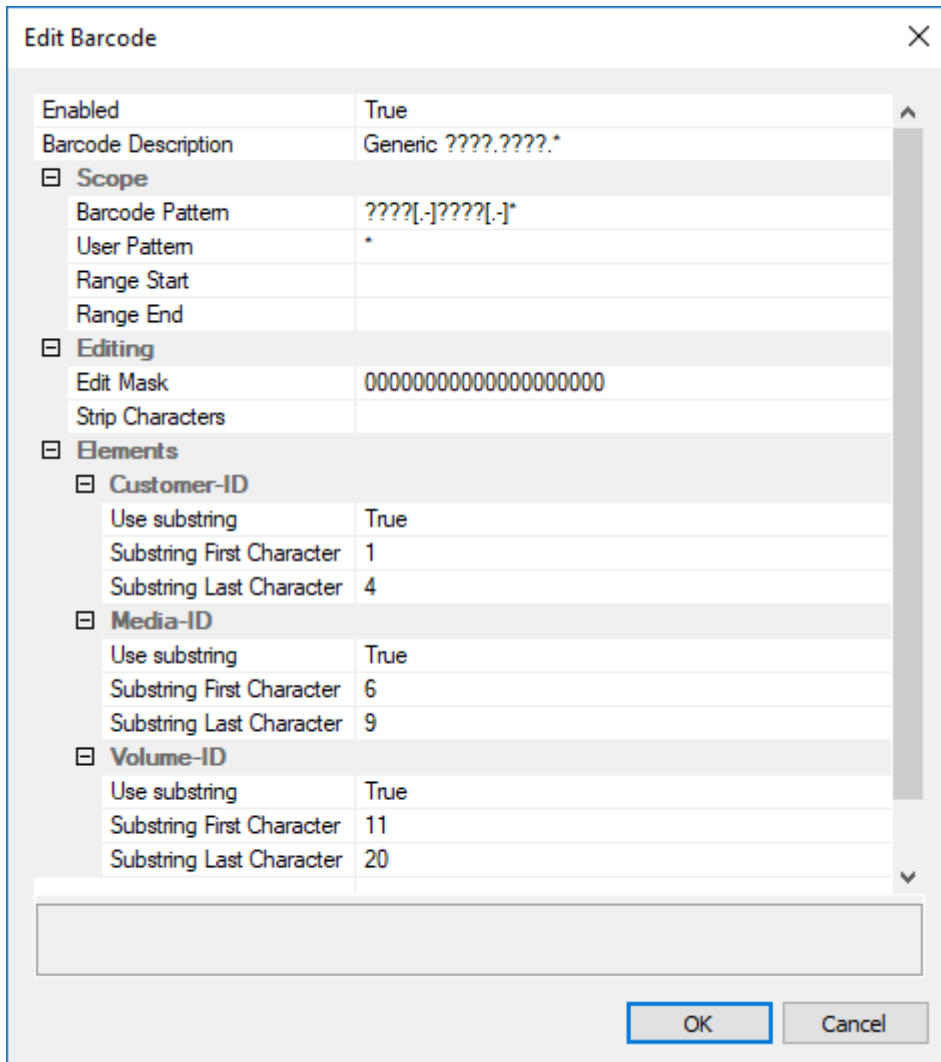 Edit Barcode
Enabled True
Barcode Description Generic ????.????.*
Scope
Barcode Pattern ????[.-]????[.-]*
User Pattern *
Range Start
Range End
Editing
Edit Mask 00000000000000000000
Strip Characters
Elements
Customer-ID
Use substring True
Substring First Character 1
Substring Last Character 4
Media-ID
Use substring True
Substring First Character 6
Substring Last Character 9
Volume-ID
Use substring True
Substring First Character 11
Substring Last Character 20
OK Cancel